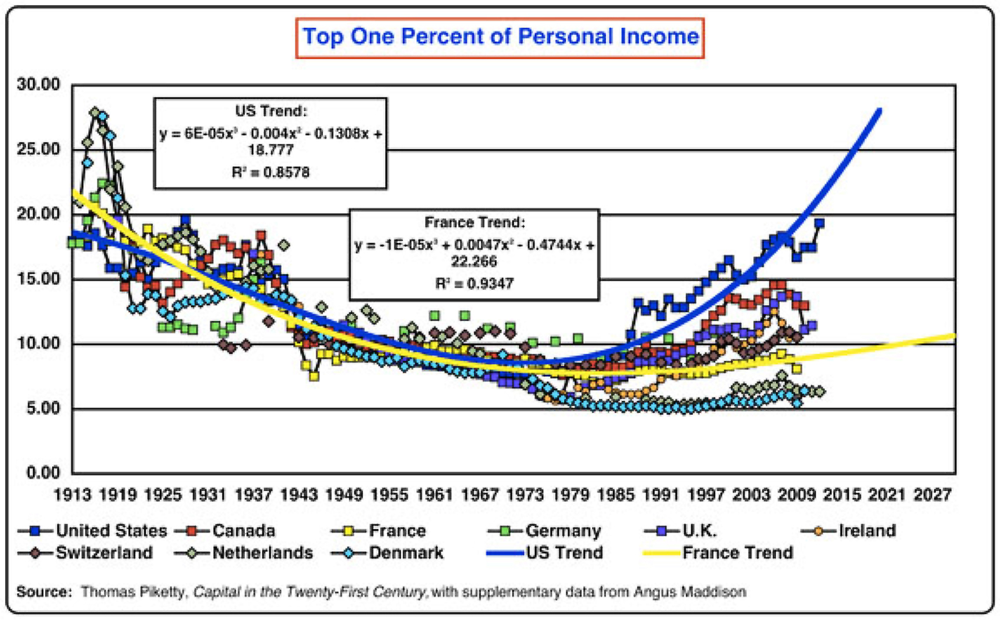 Top One Percent of Personal Income
30.00
25.00
20.00
15.00
10.00
5.00
0.00
US Trend:
y = 6E-05x³ - 0.004x² - 0.1308x +
18.777
R² = 0.8578
France Trend:
y = -1E-05x³ + 0.0047x² - 0.4744x +
22.266
R² = 0.9347
1913 1919 1925 1931 1937 1943 1949 1955 1961 1967 1973 1979 1985 1991 1997 2003 2009 2015 2021 2027
United States Canada France Germany U.K. Ireland
Switzerland Netherlands Denmark US Trend France Trend
Source: Thomas Piketty, Capital in the Twenty-First Century, with supplementary data from Angus Maddison